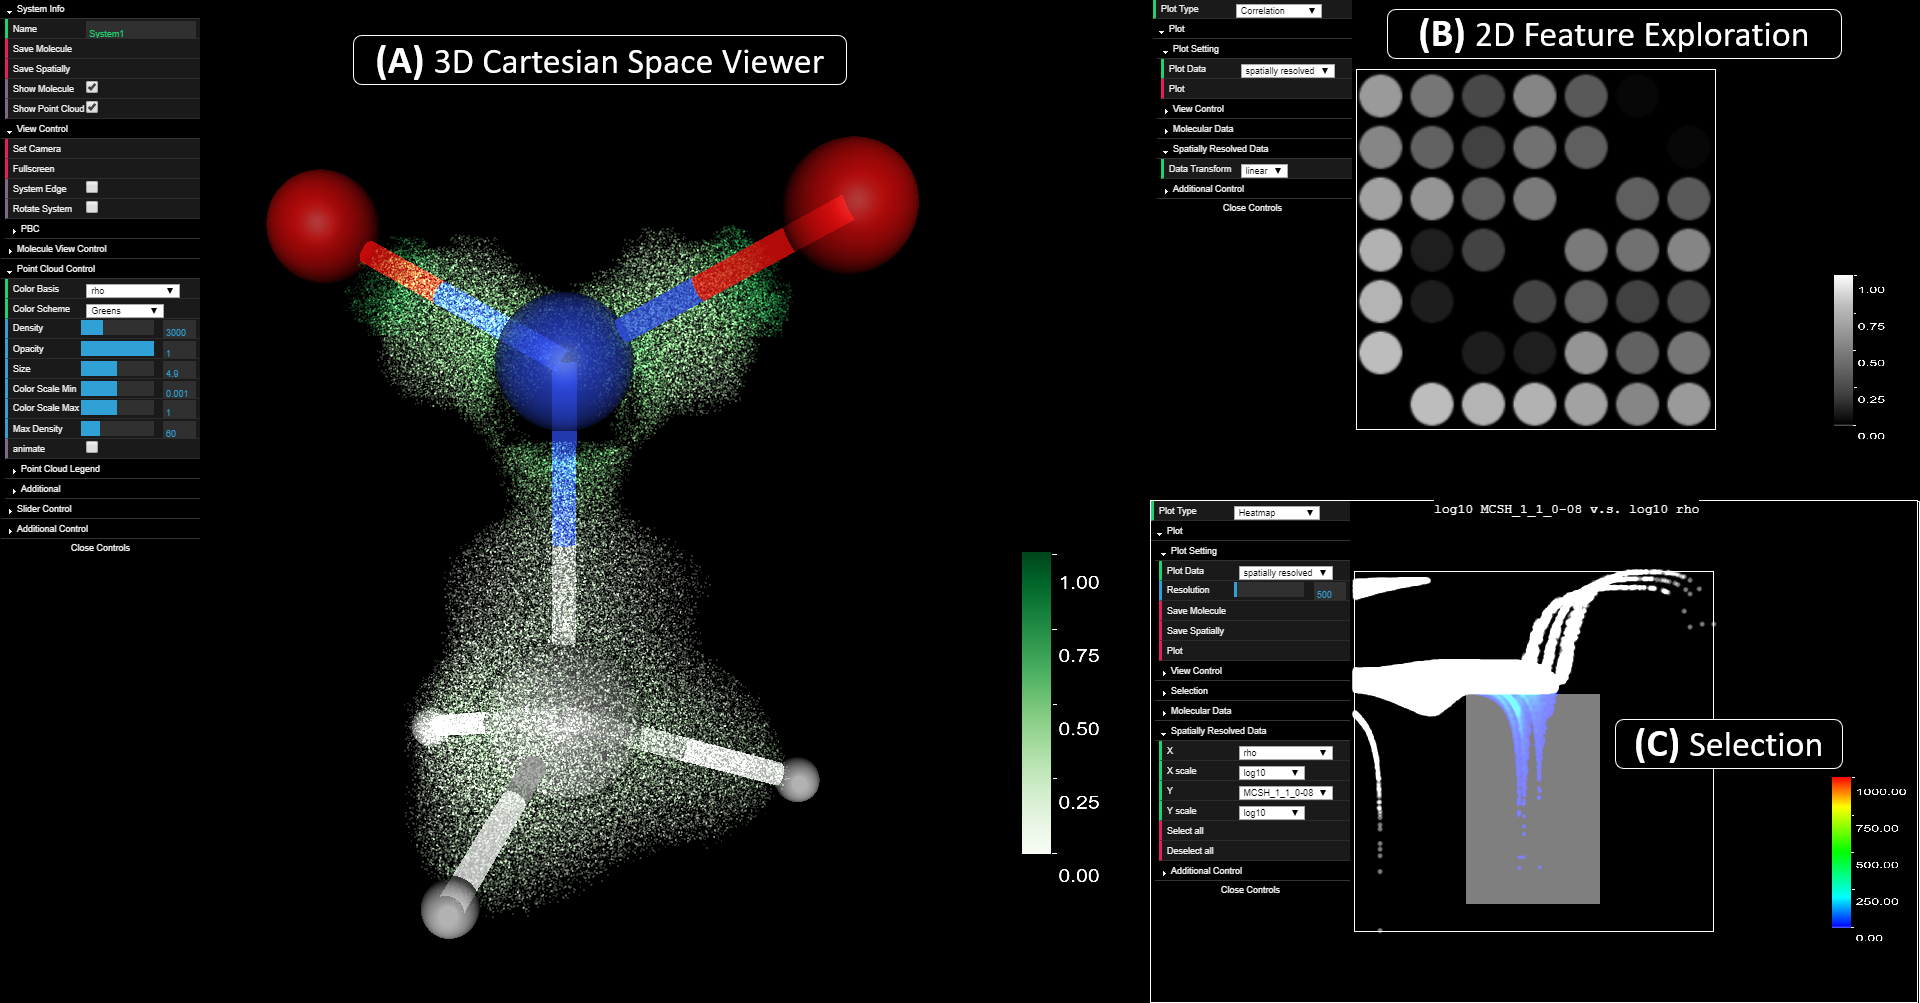 System Info
Name System1
Save Molecule
Save Spatially
Show Molecule
Show Point Cloud
View Control
Set Camera
Fullscreen
System Edge
Rotate System
PBC
Molecule View Control
Point Cloud Control
Color Basis rho
Color Scheme Greens
Density 3000
Opacity 1
Size 4.9
Color Scale Min 0.001
Color Scale Max 1
Max Density 60
animate
Point Cloud Legend
Additional
Slider Control
Additional Control
Close Controls
(A) 3D Cartesian Space Viewer
1.00
0.75
0.50
0.25
0.00
Plot Type Correlation
Plot
Plot Setting
Plot Data spatially resolved
Plot
View Control
Molecular Data
Spatially Resolved Data
Data Transform linear
Additional Control
Close Controls
(B) 2D Feature Exploration
1.00
0.75
0.50
0.25
0.00
Plot Type Heatmap
Plot
Plot Setting
Plot Data spatially resolved
Resolution 500
Save Molecule
Save Spatially
Plot
View Control
Selection
Molecular Data
Spatially Resolved Data
X rho
X scale log10
Y MCSH_1_1_0-08
Y scale log10
Select all
Deselect all
Additional Control
Close Controls
log10 MCSH_1_1_0-08 v.s. log10 rho
(C) Selection
1000.00
750.00
500.00
250.00
0.00